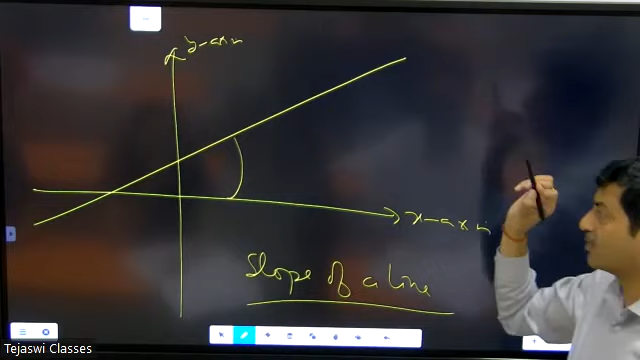 y-axis
x-axis
Slope of a line
Tejaswi Classes